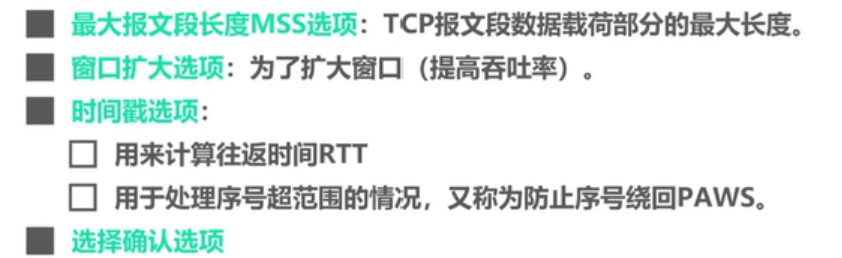 最大报文段长度MSS选项：TCP报文段数据载荷部分的最大长度。
窗口扩大选项：为了扩大窗口（提高吞吐率）。
时间戳选项：
用来计算往返时间RTT
用于处理序号超范围的情况，又称为防止序号绕回PAWS。
选择确认选项